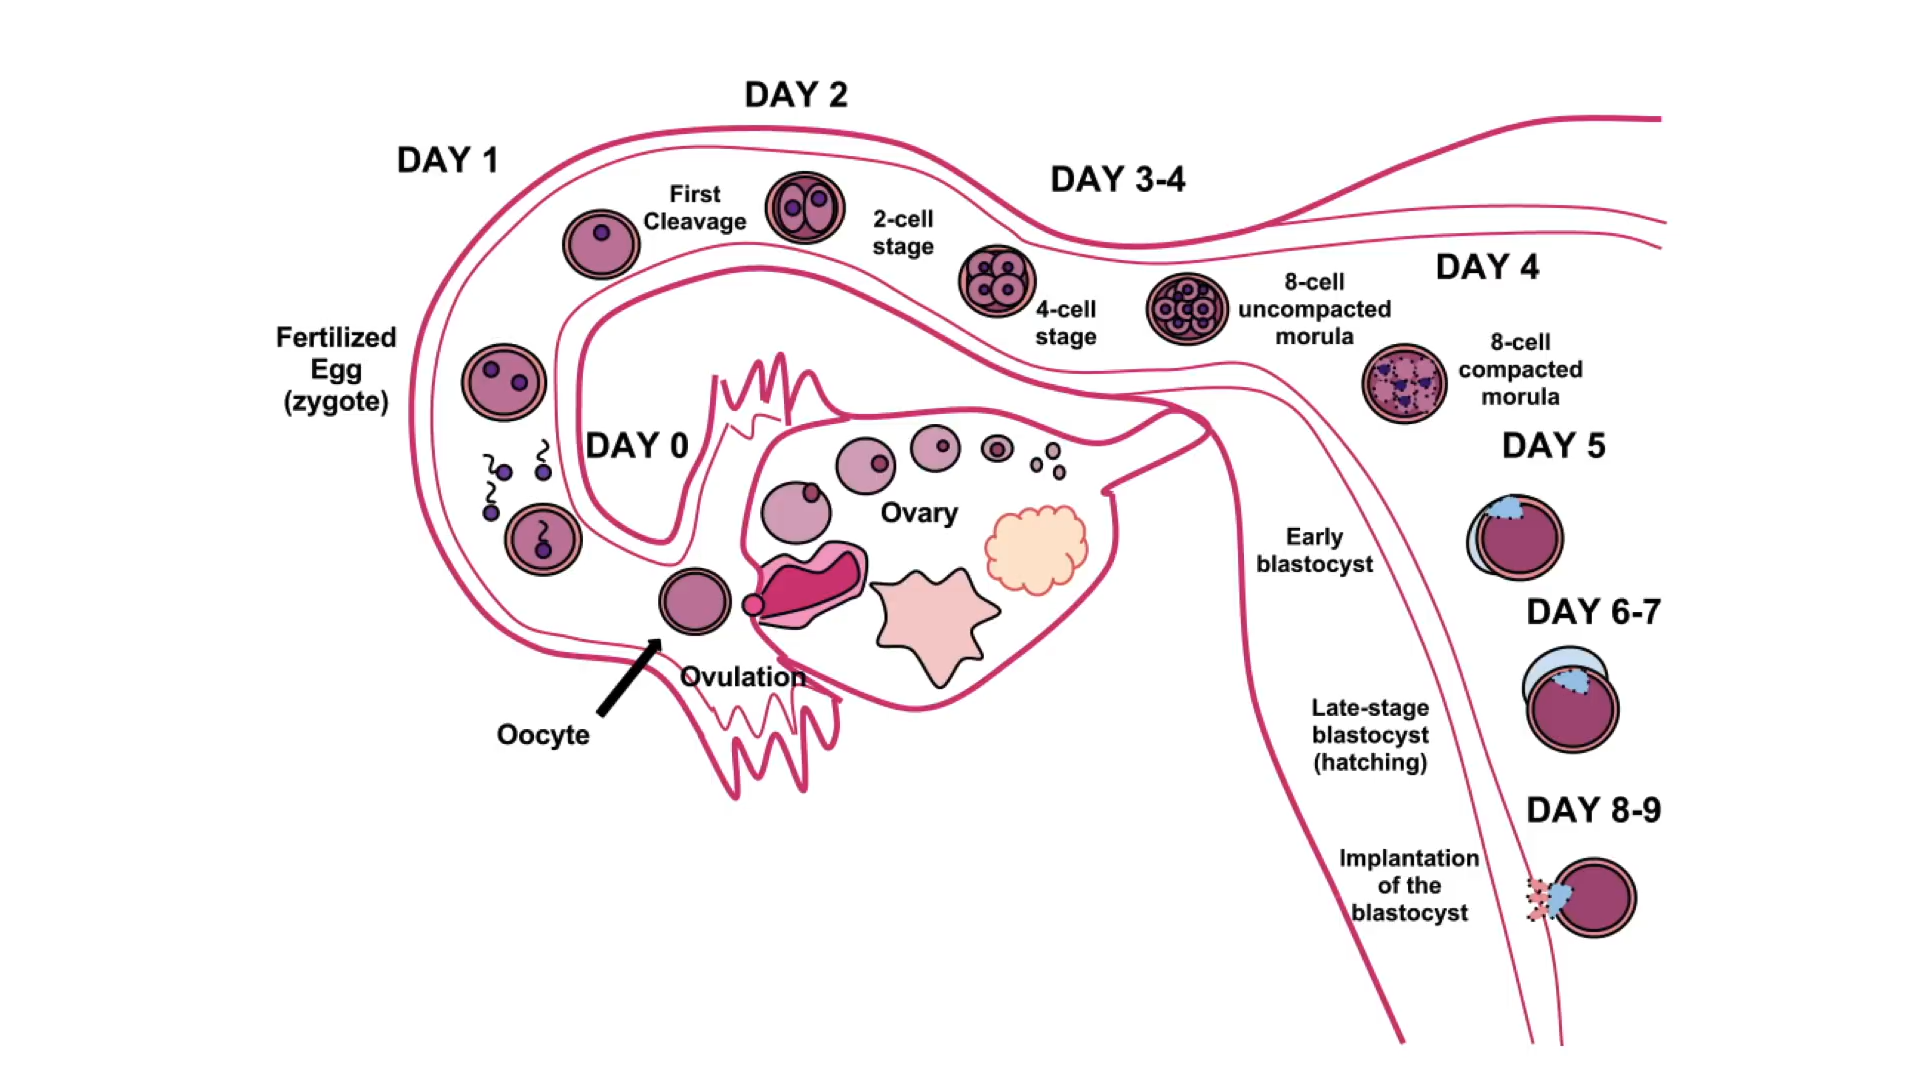 DAY 2
DAY 1
DAY 3-4
First
Cleavage
2-cell
stage
DAY 4
8-cell
uncompacted
morula
4-cell
stage
Fertilized
Egg
(zygote)
8-cell
compacted
morula
DAY 0
DAY 5
Ovary
Early
blastocyst
DAY 6-7
Ovulation
Oocyte
Late-stage
blastocyst
(hatching)
DAY 8-9
Implantation
of the
blastocyst